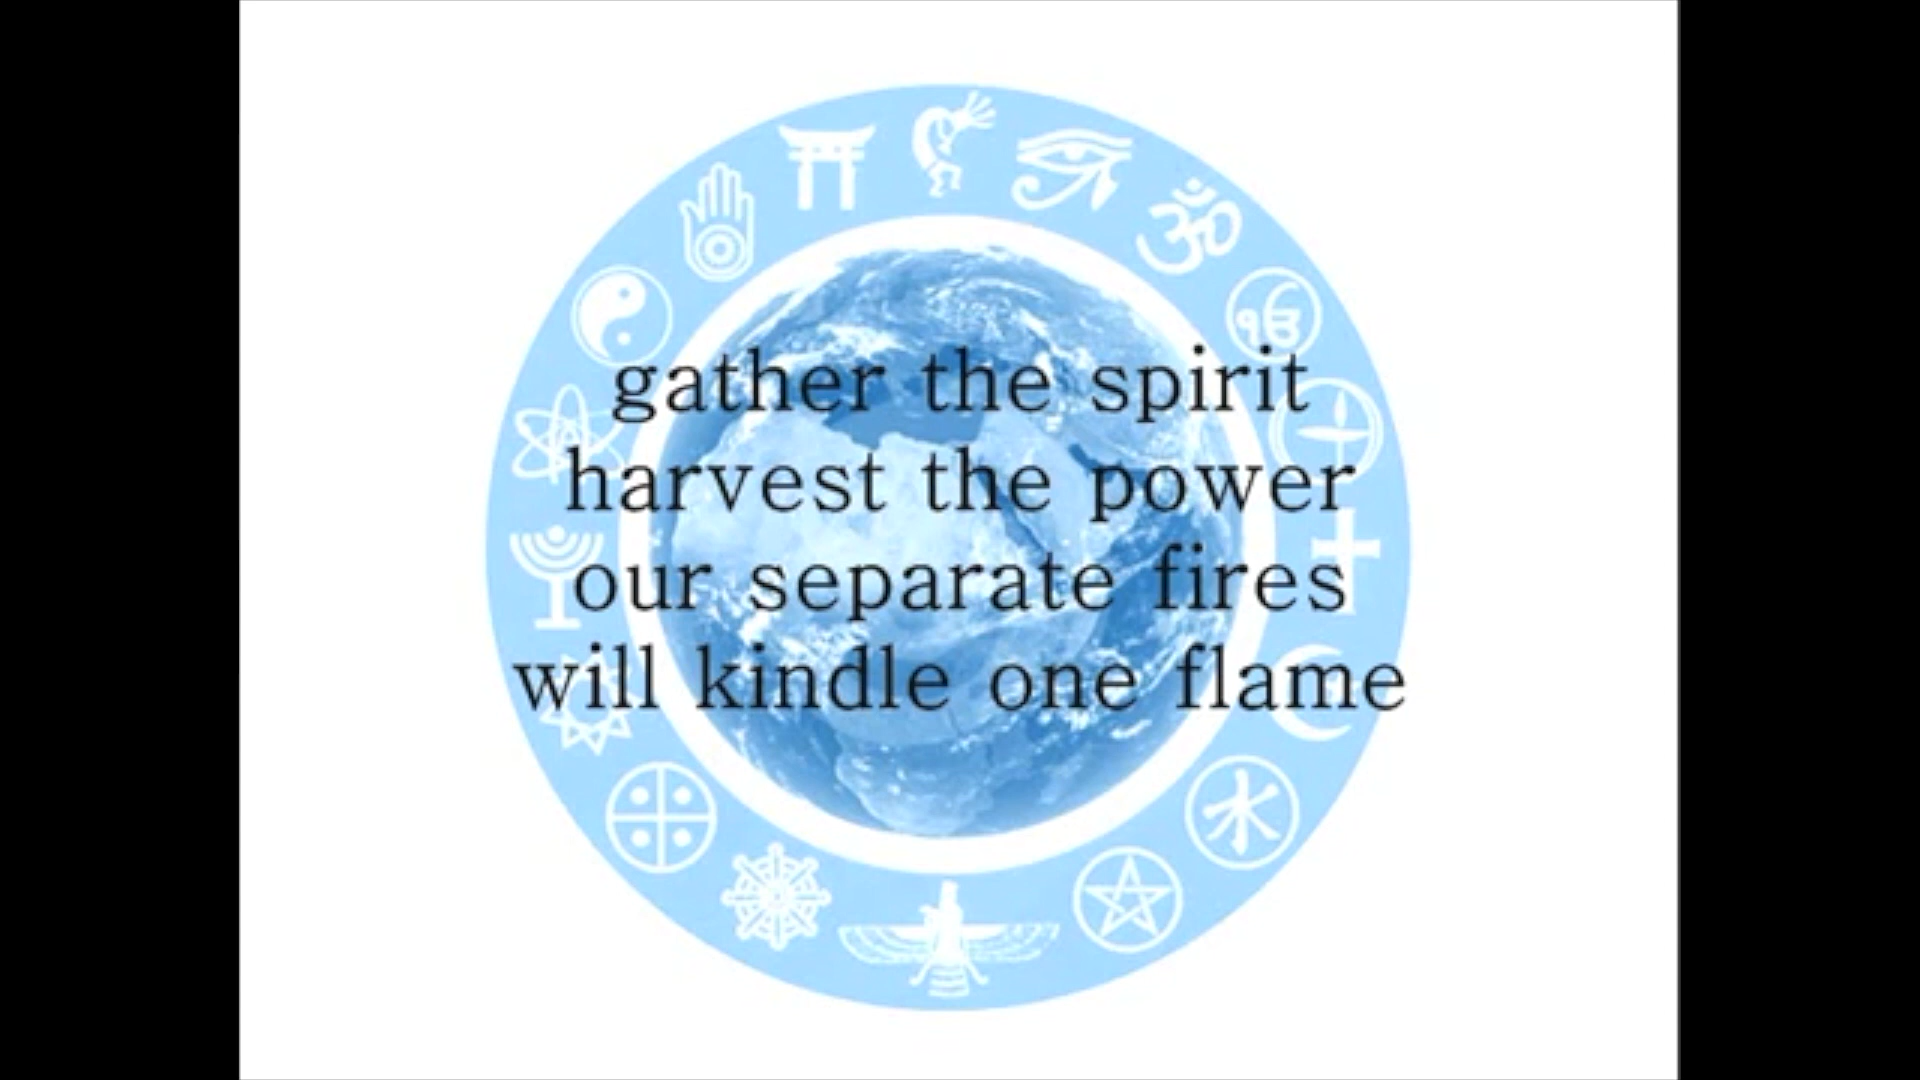 gather the spirit
harvest the power
our separate fires
will kindle one flame